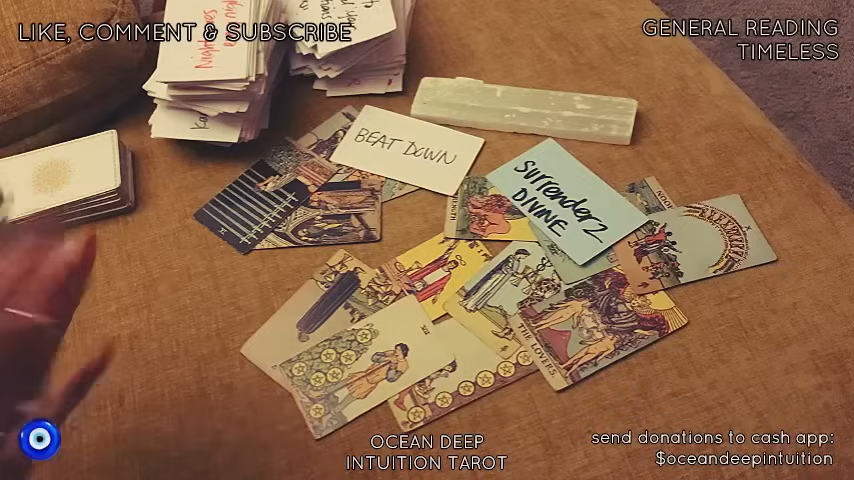 LIKE, COMMENT & SUBSCRIBE
GENERAL READING
TIMELESS
BEAT DOWN
Surrender 2
DIVINE
THE LOVERS.
OCEAN DEEP
INTUITION TAROT
send donations to cash app:
$oceandeepintuition